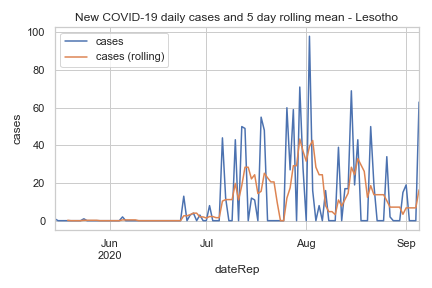 New COVID-19 daily cases and 5 day rolling mean - Lesotho
cases
cases (rolling)
100
80
60
40
20
0
cases
Jun
2020
Jul
Aug
Sep
dateRep